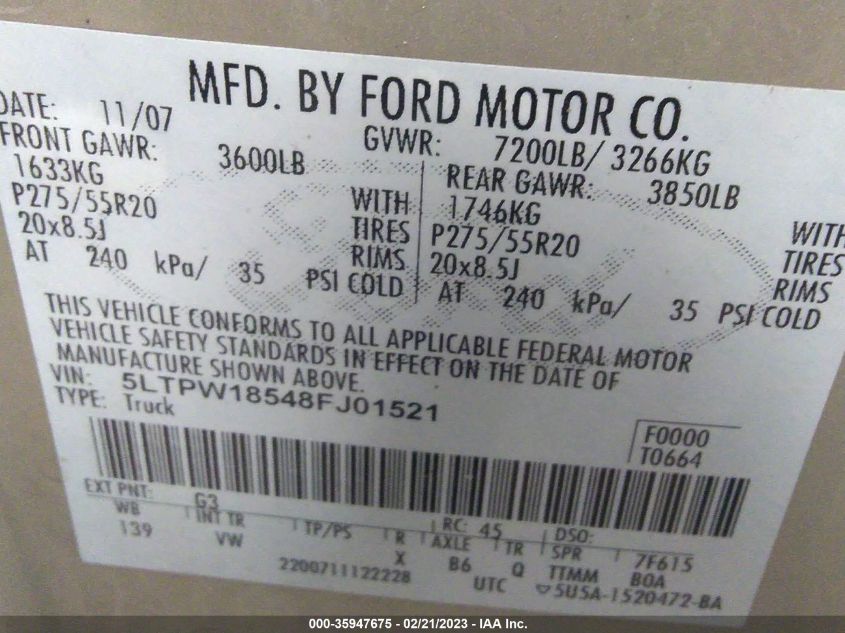 MFD. BY FORD MOTOR CO.
DATE: 11/07 GVWR: 7200LB/ 3266KG
FRONT GAWR: 3600LB REAR GAWR: 3850LB
1633KG WITH 1746KG WITH
P275/55R20 TIRES P275/55R20 TIRES
20x8.5J RIMS 20x8.5J RIMS
AT 240 kPa/ 35 PSI COLD AT 240 kPa/ 35 PSI COLD
THIS VEHICLE CONFORMS TO ALL APPLICABLE FEDERAL MOTOR
VEHICLE SAFETY STANDARDS IN EFFECT ON THE DATE OF
MANUFACTURE SHOWN ABOVE.
VIN: 5LTPW18548FJ01521
TYPE: Truck
F0000
T0664
EXT PNT: G3 RC: 45 DSO:
WB INT TR TP/PS R AXLE TR SPR 7F615
139 VW X B6 Q TTMM BOA
2200711122228 UTC ▽5U5A-1520472-BA
000-35947675 - 02/21/2023 - IAA Inc.